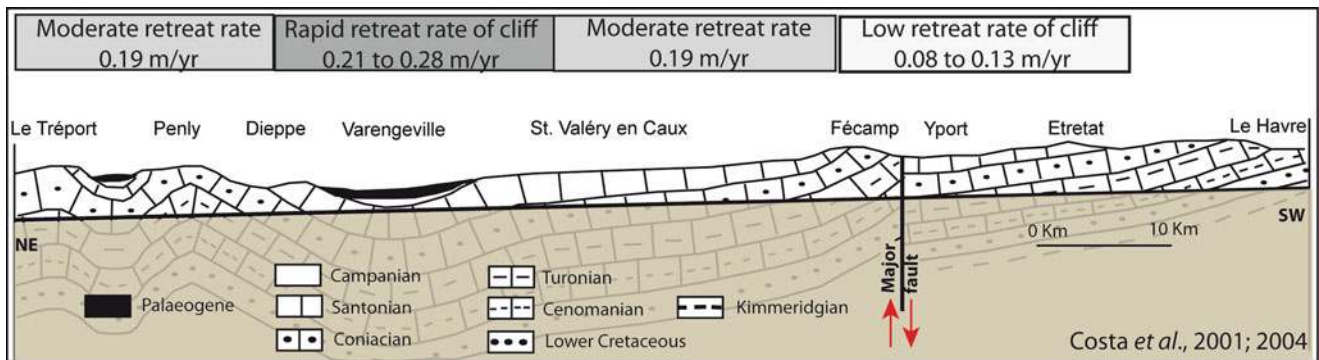 Moderate retreat rate
0.19 m/yr
Rapid retreat rate of cliff
0.21 to 0.28 m/yr
Moderate retreat rate
0.19 m/yr
Low retreat rate of cliff
0.08 to 0.13 m/yr
Le Tréport Penly Dieppe Varengeville St. Valéry en Caux Fécamp Yport Etretat Le Havre
NE
SW
0 Km 10 Km
Major
fault
Palaeogene
Campanian
Santonian
Coniacian
Turonian
Cenomanian
Lower Cretaceous
Kimmeridgian
Costa et al., 2001; 2004